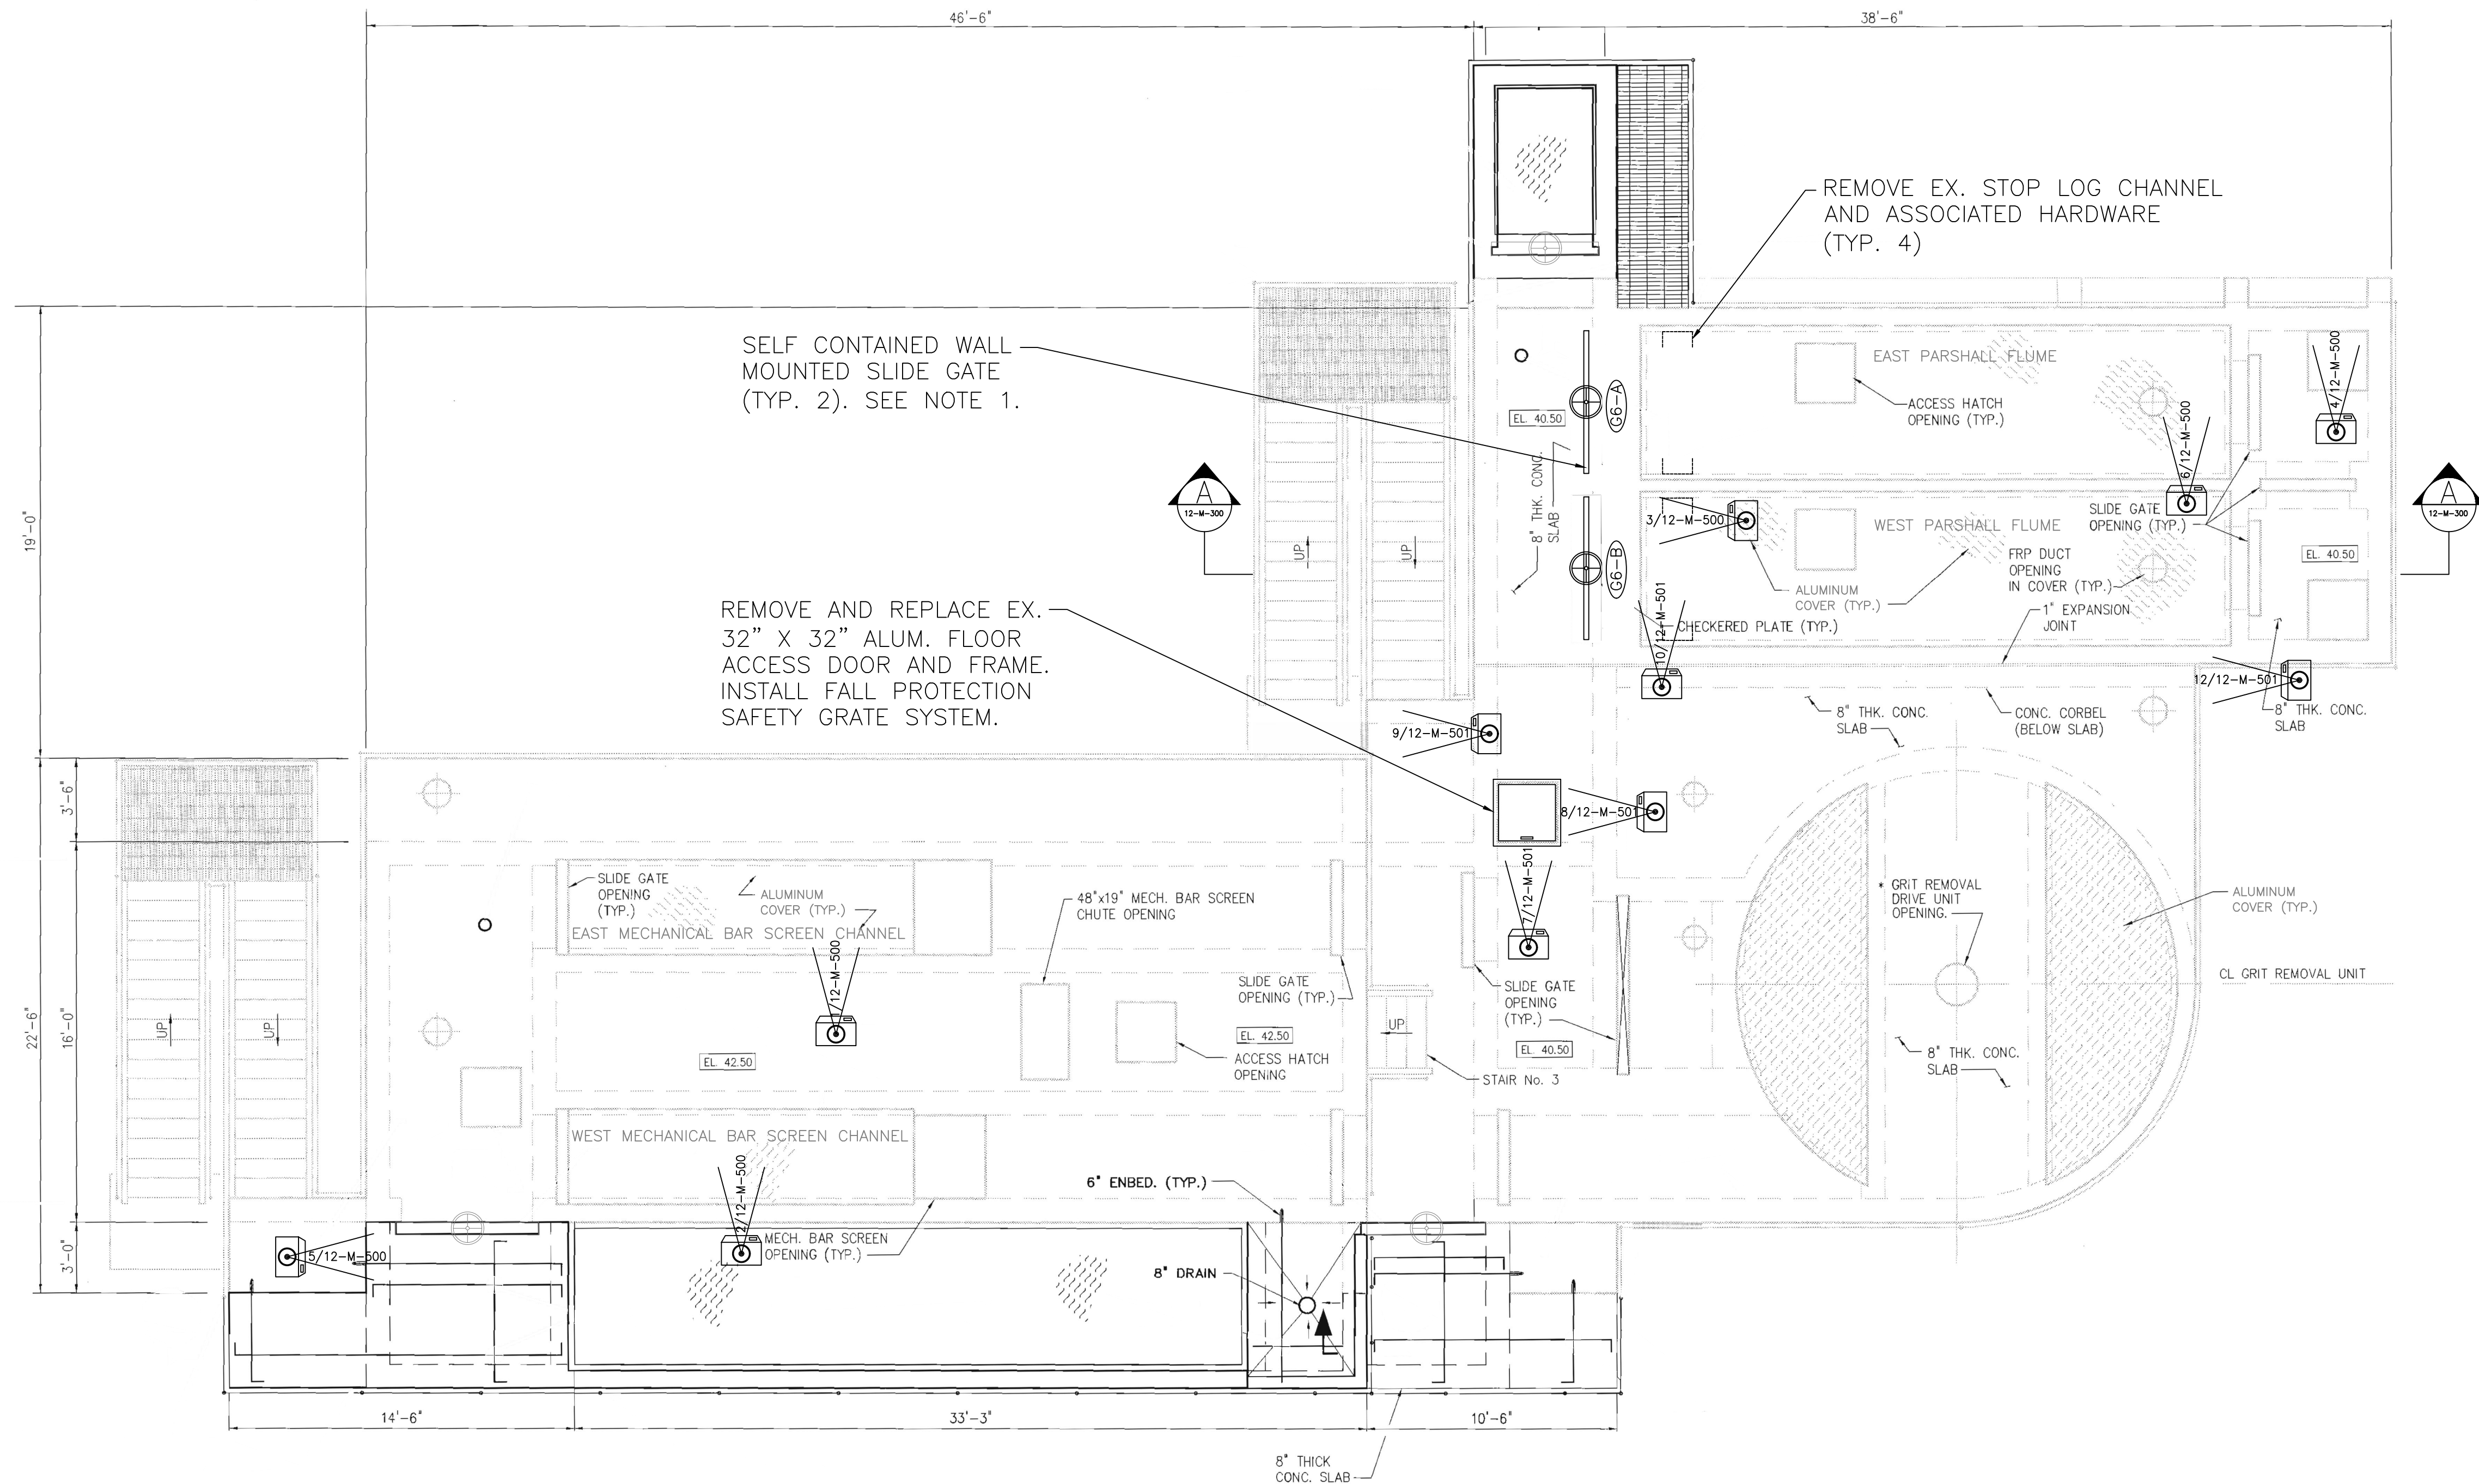 46'-6"
38'-6"
REMOVE EX. STOP LOG CHANNEL
AND ASSOCIATED HARDWARE
(TYP. 4)
SELF CONTAINED WALL
MOUNTED SLIDE GATE
(TYP. 2). SEE NOTE 1.
EAST PARSHALL FLUME
ACCESS HATCH
OPENING (TYP.)
EL. 40.50
G6-A
8" THK. CONC.
SLAB
4/12-M-500
6/12-M-500
A
12-M-300
A
12-M-300
19'-0"
UP
UP
G6-B
3/12-M-500
WEST PARSHALL FLUME
SLIDE GATE
OPENING (TYP.)
FRP DUCT
OPENING
IN COVER (TYP.)
EL. 40.50
ALUMINUM
COVER (TYP.)
1" EXPANSION
JOINT
CHECKERED PLATE (TYP.)
10/12-M-501
REMOVE AND REPLACE EX.
32" X 32" ALUM. FLOOR
ACCESS DOOR AND FRAME.
INSTALL FALL PROTECTION
SAFETY GRATE SYSTEM.
12/12-M-501
8" THK. CONC.
SLAB
CONC. CORBEL
(BELOW SLAB)
8" THK. CONC.
SLAB
9/12-M-501
8/12-M-501
7/12-M-501
3'-6"
22'-6"
16'-0"
3'-0"
UP
UP
SLIDE GATE
OPENING
(TYP.)
ALUMINUM
COVER (TYP.)
EAST MECHANICAL BAR SCREEN CHANNEL
48"x19" MECH. BAR SCREEN
CHUTE OPENING
* GRIT REMOVAL
DRIVE UNIT
OPENING.
ALUMINUM
COVER (TYP.)
CL GRIT REMOVAL UNIT
1/12-M-500
SLIDE GATE
OPENING (TYP.)
SLIDE GATE
OPENING
(TYP.)
EL. 42.50
EL. 42.50
ACCESS HATCH
OPENING
UP
EL. 40.50
STAIR No. 3
8" THK. CONC.
SLAB
WEST MECHANICAL BAR SCREEN CHANNEL
2/12-M-500
6" ENBED. (TYP.)
MECH. BAR SCREEN
OPENING (TYP.)
5/12-M-500
8" DRAIN
14'-6"
33'-3"
10'-6"
8" THICK
CONC. SLAB